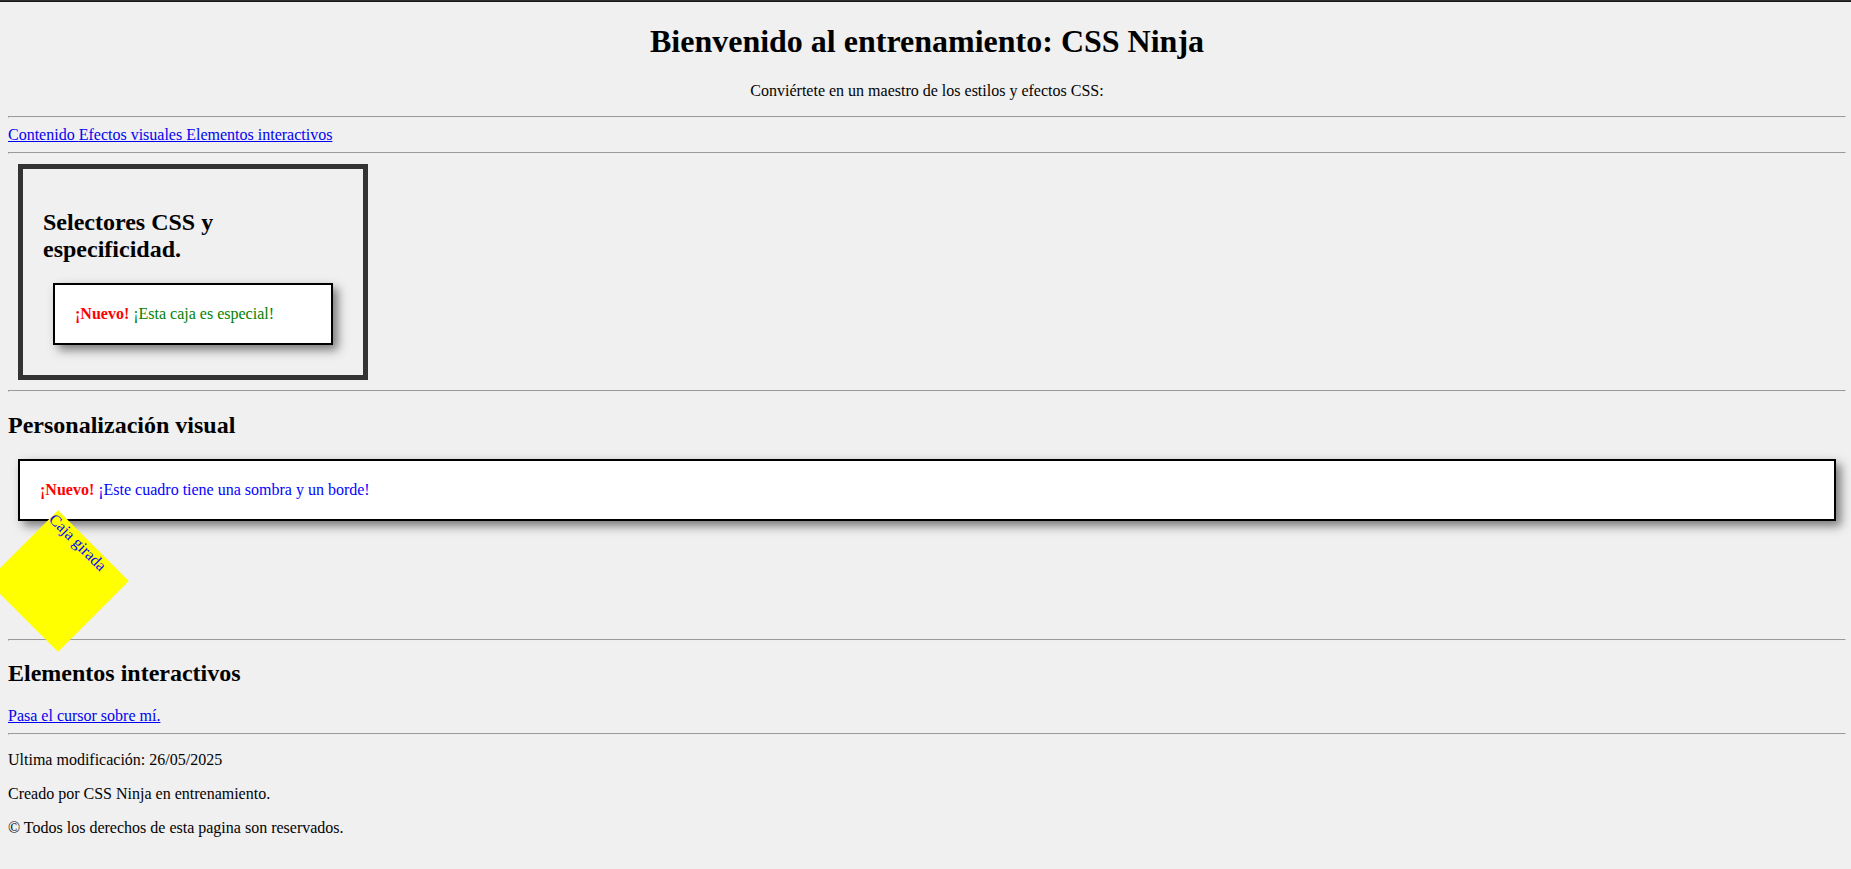 Bienvenido al entrenamiento: CSS Ninja
Conviértete en un maestro de los estilos y efectos CSS:
Contenido Efectos visuales Elementos interactivos
Selectores CSS y
especificidad.
¡Nuevo! ¡Esta caja es especial!
Personalización visual
¡Nuevo! ¡Este cuadro tiene una sombra y un borde!
Caja girada
Elementos interactivos
Pasa el cursor sobre mí.
Ultima modificación: 26/05/2025
Creado por CSS Ninja en entrenamiento.
© Todos los derechos de esta pagina son reservados.